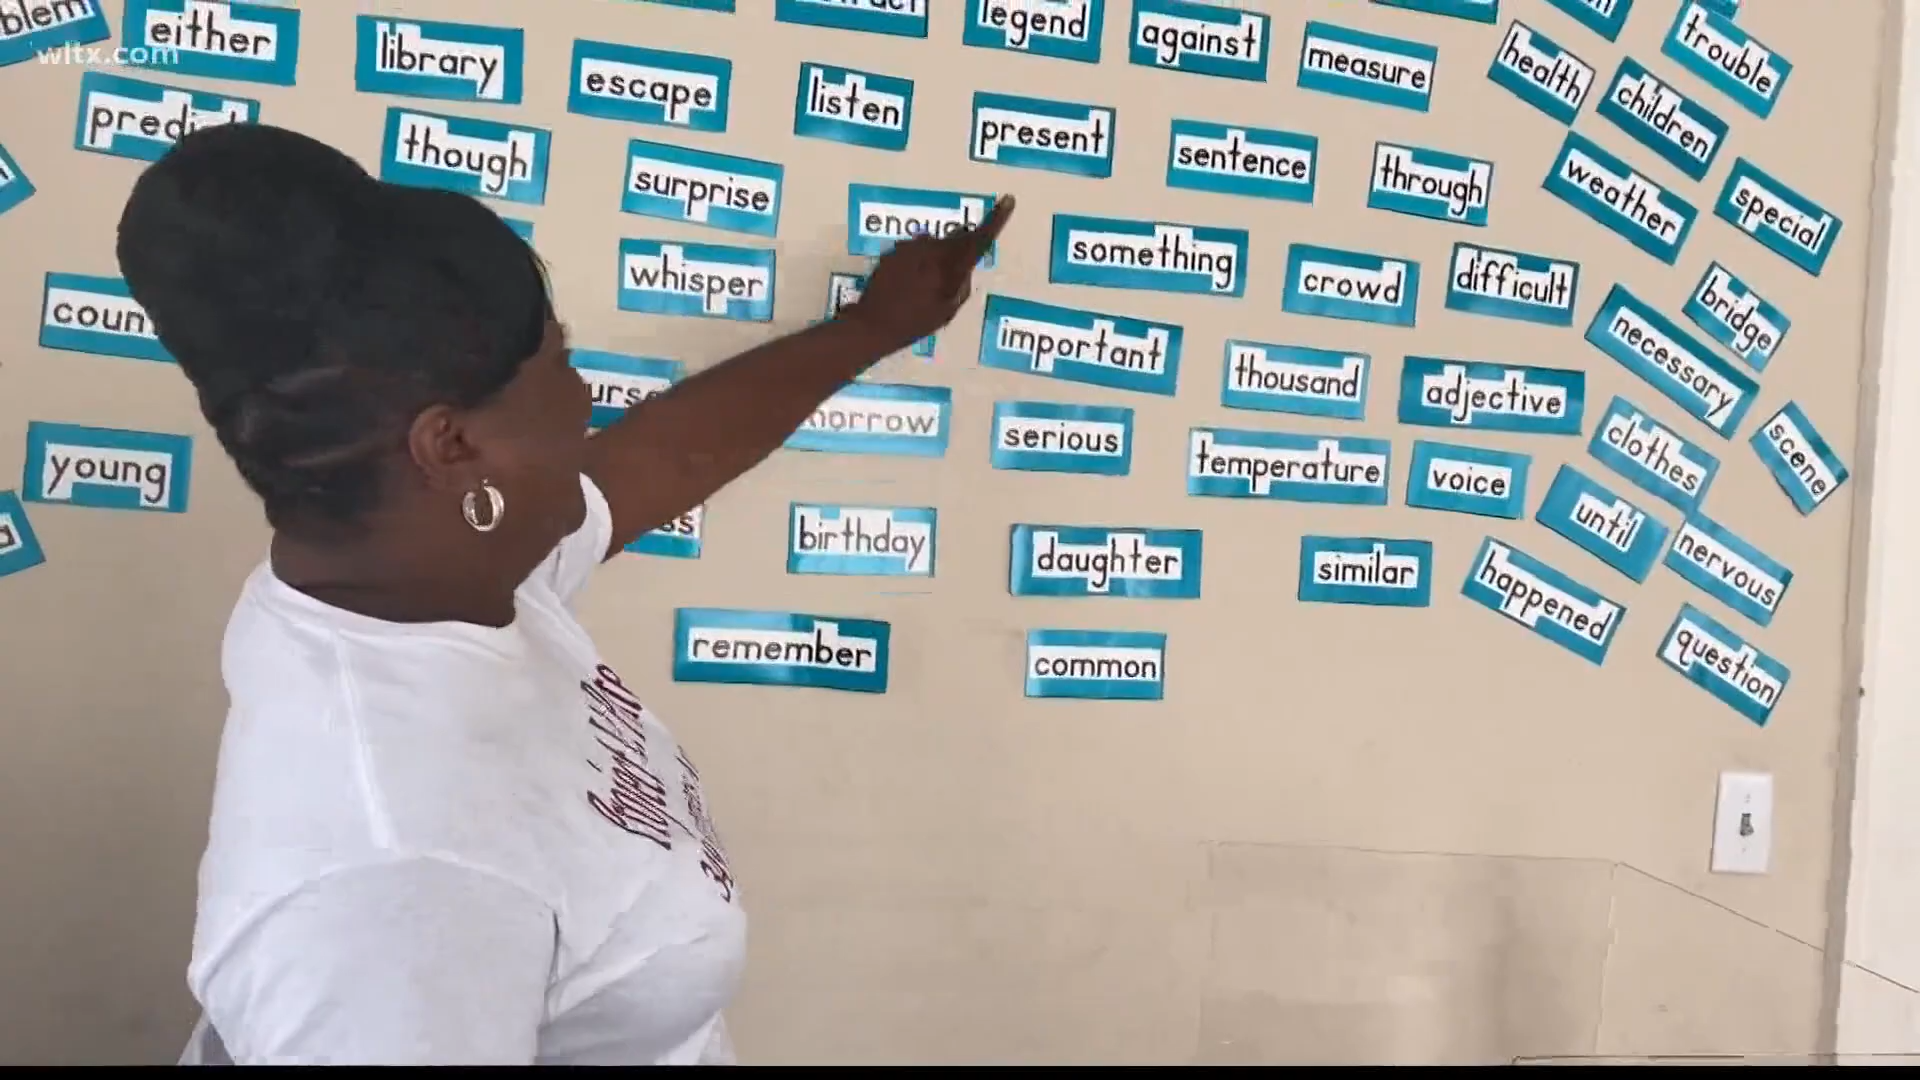 wltx.com
either
library
escape
listen
legend
against
measure
health
trouble
children
though
surprise
present
sentence
through
weather
special
whisper
something
crowd
difficult
bridge
important
thousand
adjective
necessary
young
serious
temperature
voice
clothes
scene
until
birthday
daughter
similar
happened
nervous
remember
common
question